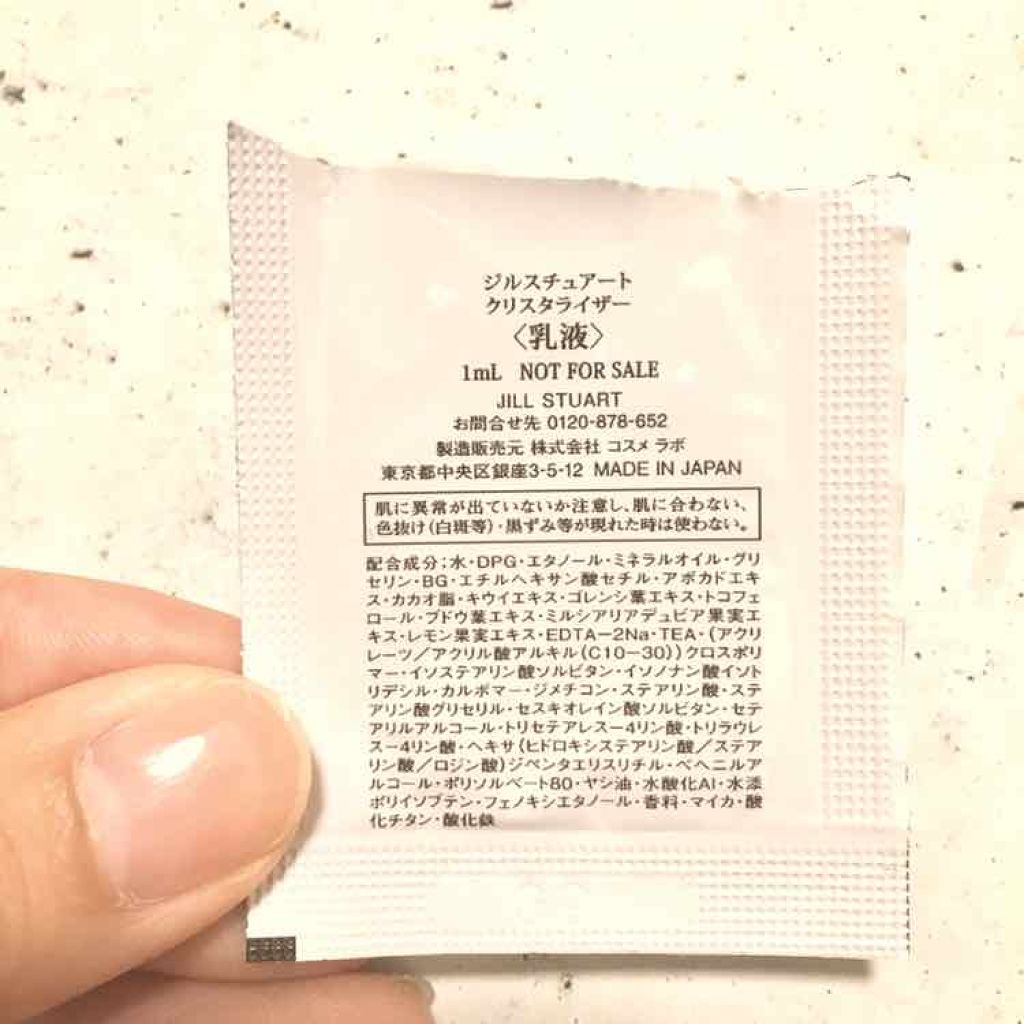 ジルスチュアート
クリスタライザー
〈乳液〉
1mL NOT FOR SALE
JILL STUART
お問合せ先 0120-878-652
製造販売元 株式会社 コスメ ラボ
東京都中央区銀座3-5-12 MADE IN JAPAN
肌に異常が出ていないか注意し、肌に合わない、
色抜け(白斑等)・黒ずみ等が現れた時は使わない。
配合成分:水・DPG・エタノール・ミネラルオイル・グリ
セリン・BG・エチルヘキサン酸セチル・アボカドエキ
ス・カカオ脂・キウイエキス・ゴレンシ葉エキス・トコフェ
ロール・ブドウ葉エキス・ミルシアリアデュビア果実エ
キス・レモン果実エキス・EDTA−2Na・TEA・(アクリ
レーツ/アクリル酸アルキル(C10−30))クロスポリ
マー・イソステアリン酸ソルビタン・イソノナン酸イソト
リデシル・カルボマー・ジメチコン・ステアリン酸・ステ
アリン酸グリセリル・セスキオレイン酸ソルビタン・セテ
アリルアルコール・トリセテアレス−4リン酸・トリラウレ
ス−4リン酸・ヘキサ(ヒドロキシステアリン酸/ステア
リン酸/ロジン酸)ジペンタエリスリチル・ベヘニルア
ルコール・ポリソルベート80・ヤシ油・水酸化Al・水添
ポリイソブテン・フェノキシエタノール・香料・マイカ・酸
化チタン・酸化鉄